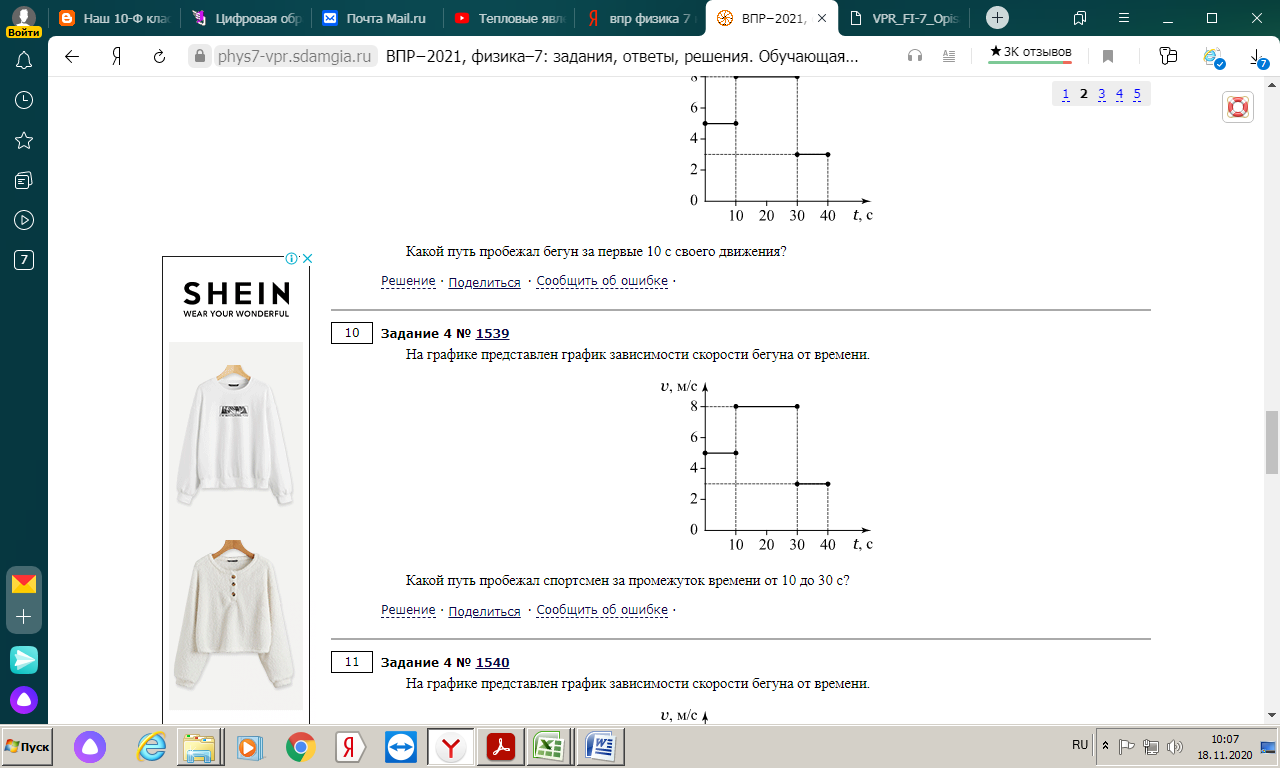 Наш 10-Ф клас
Цифровая обр
Почта Mail.ru
Тепловые явле
впр физика 7
ВПР−2021,
VPR_FI-7_Opis
Войти
phys7-vpr.sdamgia.ru
ВПР−2021, физика–7: задания, ответы, решения. Обучающая...
★3К отзывов
7
7
1 2 3 4 5
8
6
4
2
0
10 20 30 40 t, с
Какой путь пробежал бегун за первые 10 с своего движения?
Решение · Поделиться · Сообщить об ошибке ·
SHEIN
WEAR YOUR WONDERFUL
10 Задание 4 № 1539
На графике представлен график зависимости скорости бегуна от времени.
υ, м/с
8
6
4
2
0
10 20 30 40 t, с
Какой путь пробежал спортсмен за промежуток времени от 10 до 30 с?
Решение · Поделиться · Сообщить об ошибке ·
11 Задание 4 № 1540
На графике представлен график зависимости скорости бегуна от времени.
υ, м/с
Пуск
RU
10:07
18.11.2020